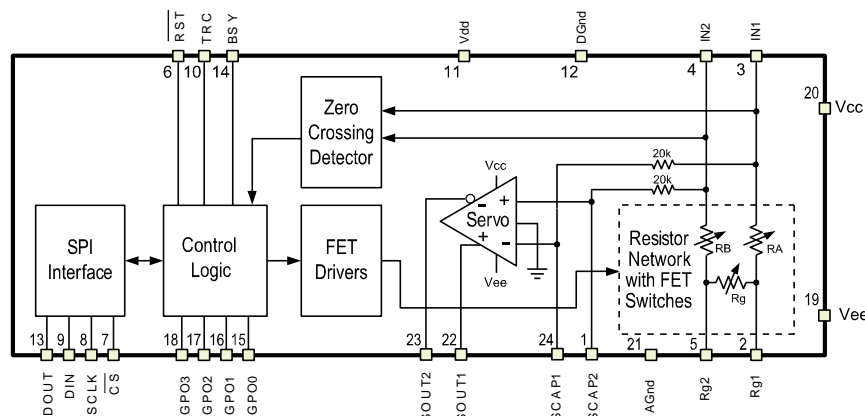 RST
TRC
BSY
Vdd
DGnd
IN2
IN1
6
10
14
11
12
4
3
20
Vcc
Zero
Crossing
Detector
20k
20k
Vcc
-
+
Servo
+
-
Vee
SPI
Interface
Control
Logic
FET
Drivers
Resistor
Network
with FET
Switches
RB
RA
Rg
19
Vee
13
9
8
7
18
17
16
15
23
22
24
1
21
5
2
DOUT
DIN
SCLK
CS
GPO3
GPO2
GPO1
GPO0
SOUT2
SOUT1
SCAP1
SCAP2
AGnd
Rg2
Rg1